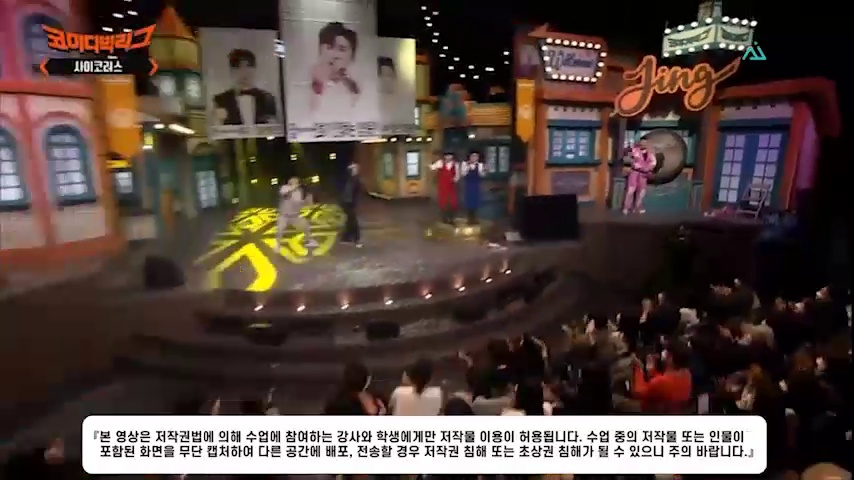 코미디빅리그
사이코러스
Welcome
Jing
『본 영상은 저작권법에 의해 수업에 참여하는 강사와 학생에게만 저작물 이용이 허용됩니다. 수업 중의 저작물 또는 인물이
포함된 화면을 무단 캡처하여 다른 공간에 배포, 전송할 경우 저작권 침해 또는 초상권 침해가 될 수 있으니 주의 바랍니다.』